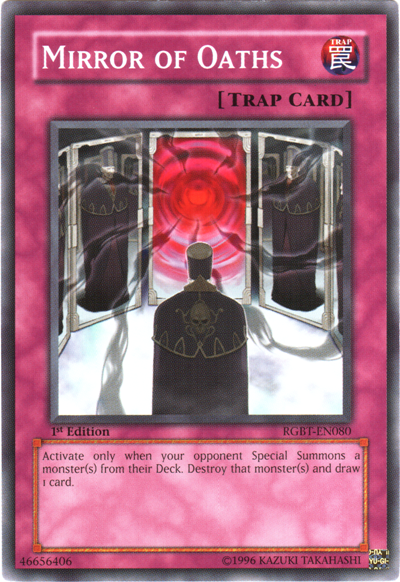 MIRROR OF OATHS
TRAP
罠
[TRAP CARD]
1st Edition
RGBT-EN080
Activate only when your opponent Special Summons a
monster(s) from their Deck. Destroy that monster(s) and draw
1 card.
46656406
©1996 KAZUKI TAKAHASHI